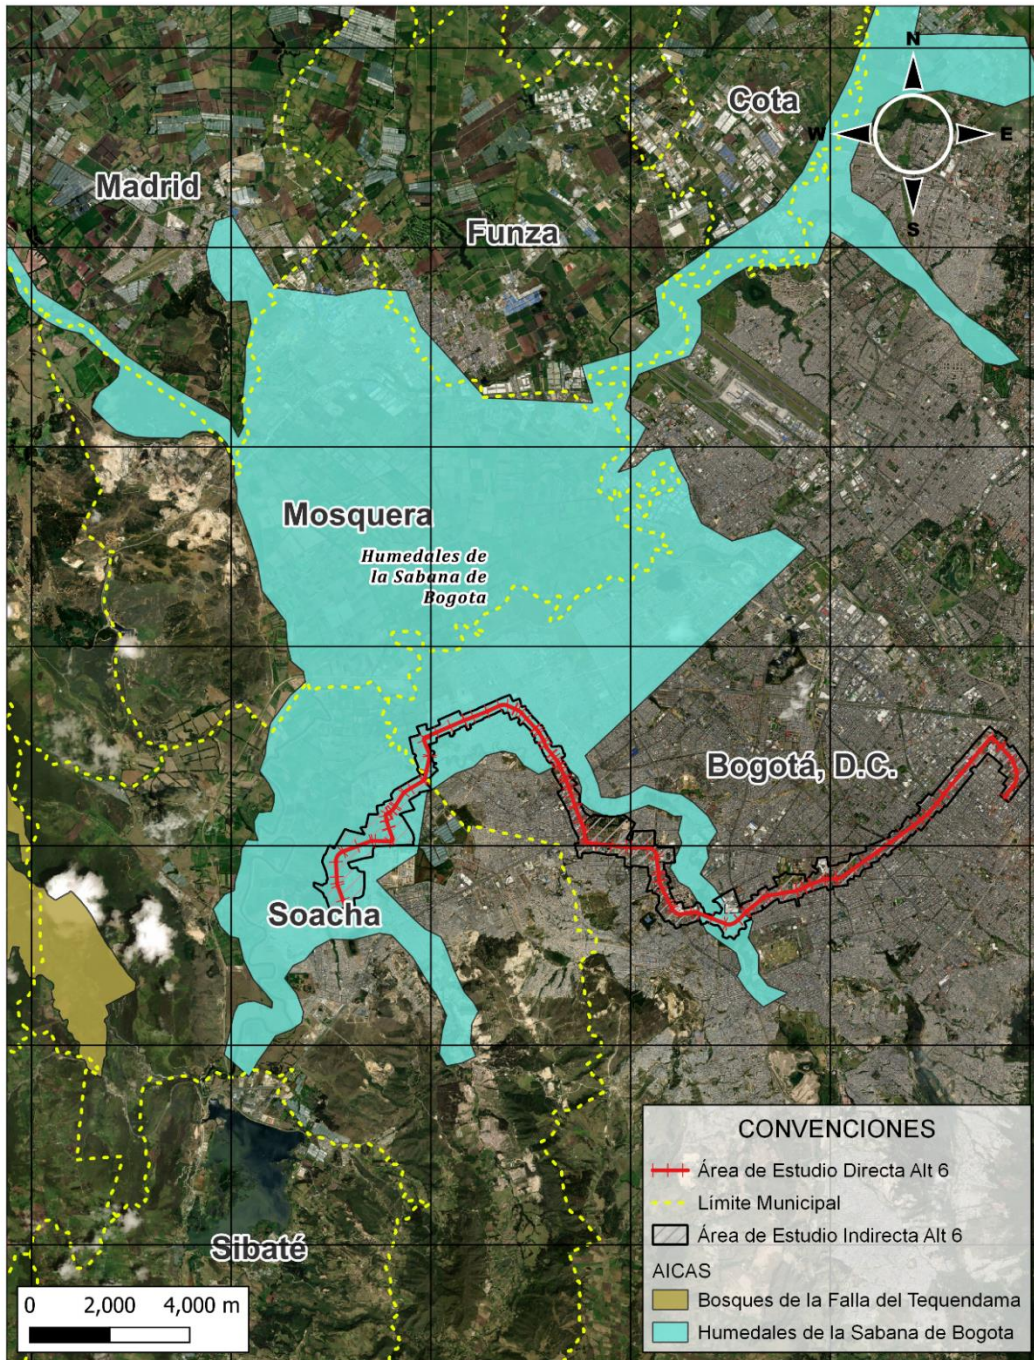 N
W
E
S
Cota
Madrid
Funza
Mosquera
Humedales de
la Sabana de
Bogota
Bogotá, D.C.
Soacha
Sibaté
CONVENCIONES
Área de Estudio Directa Alt 6
Límite Municipal
Área de Estudio Indirecta Alt 6
AICAS
Bosques de la Falla del Tequendama
Humedales de la Sabana de Bogota
0 2,000 4,000 m